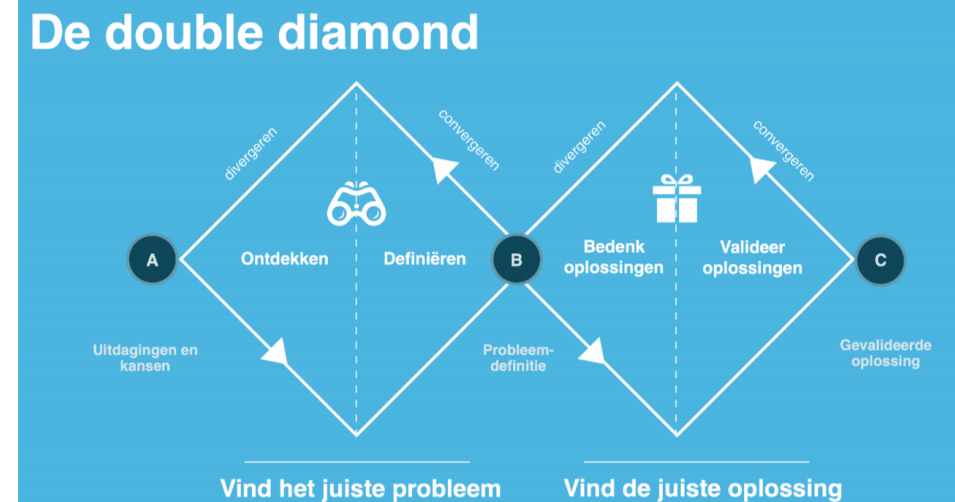 De double diamond
divergeren
convergeren
divergeren
convergeren
A
Ontdekken
Definiëren
B
Bedenk
oplossingen
Valideer
oplossingen
C
Uitdagingen en
kansen
Probleem-
definitie
Gevalideerde
oplossing
Vind het juiste probleem
Vind de juiste oplossing